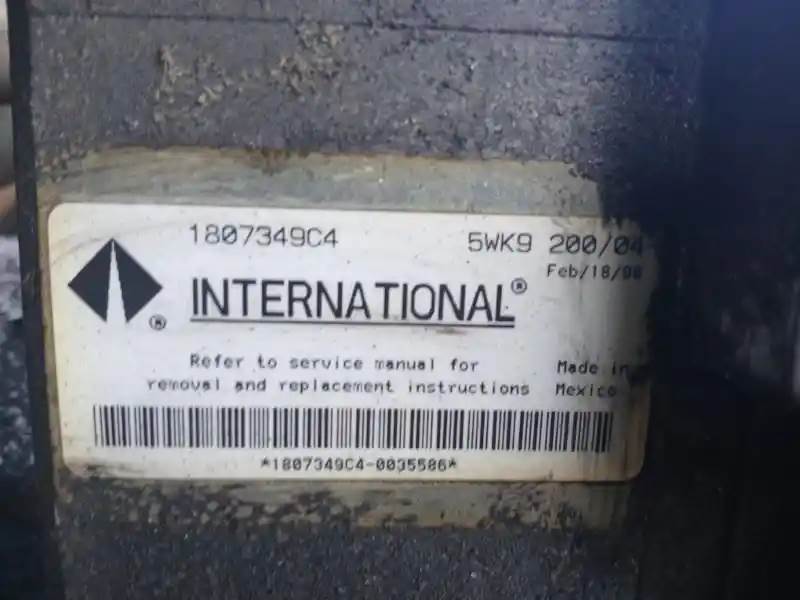 1807349C4 5WK9 200/04
Feb/18/98
INTERNATIONAL®
®
Refer to service manual for Made in
removal and replacement instructions Mexico
*1807349C4-0035586*